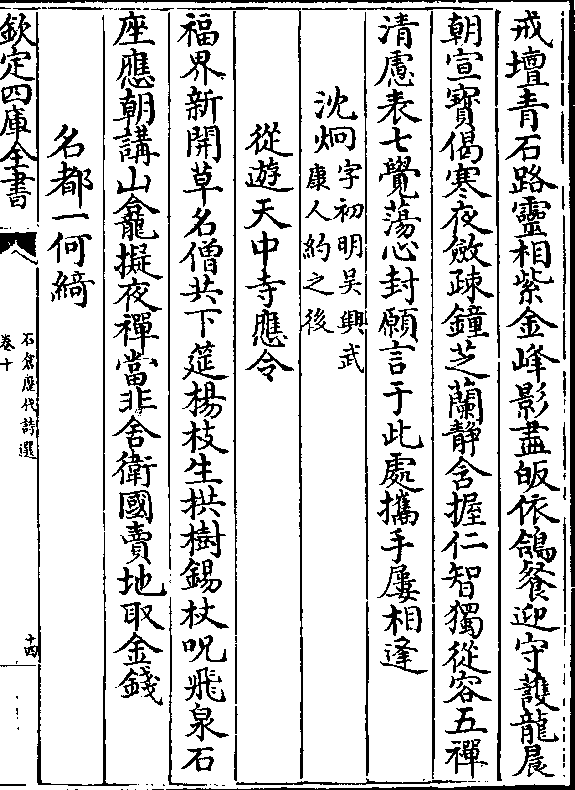 戒壇青石路靈相紫金峰影盡皈依鴿餐迎守䕶龍晨
朝宣寳偈寒夜斂疎鐘芝蘭静含握仁智獨從容五禪
清慮表七覺蕩心封願言于此處攜手屢相逢
沈炯字初明吳興武
康人約之後
從遊天中寺應令
福界新開草名僧共下筵楊枝生拱樹錫杖呪飛泉石
座應朝講山龕擬夜禪當非舍衛國賣地取金錢
名都一何綺
欽定四庫全書
石倉歷代詩選
卷十
十四